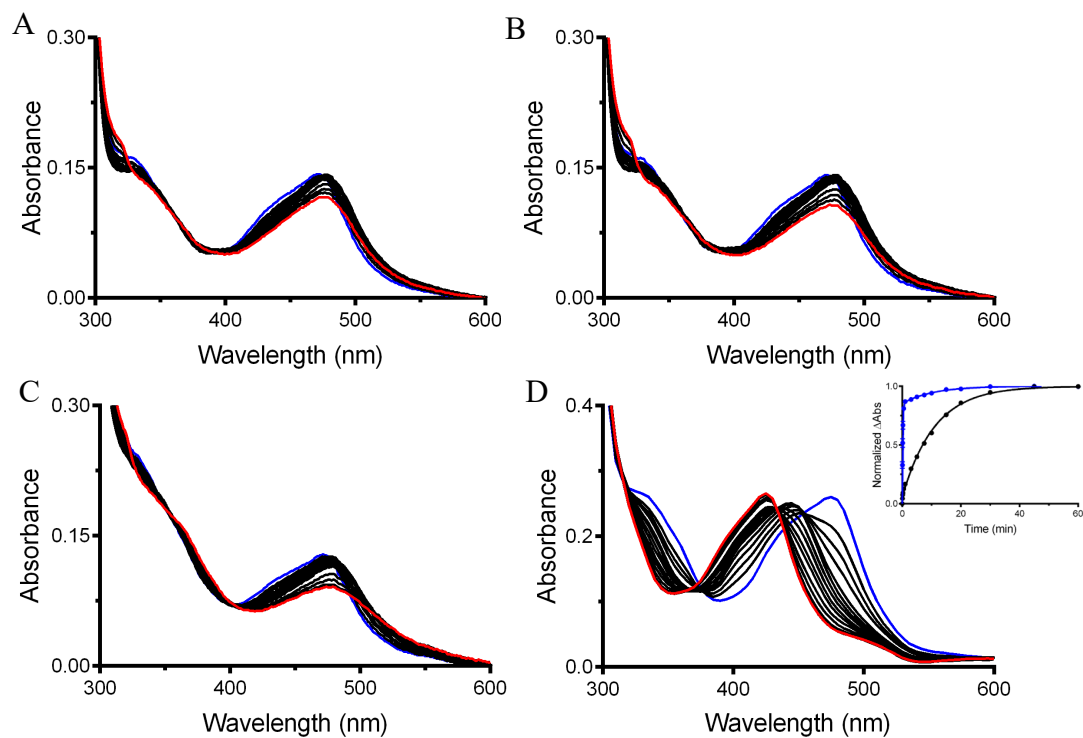 A
0.30
0.15
0.00
Absorbance
300
400
500
600
Wavelength (nm)
B
0.30
0.15
0.00
Absorbance
300
400
500
600
Wavelength (nm)
C
0.30
0.15
0.00
Absorbance
300
400
500
600
Wavelength (nm)
D
0.4
0.2
0.0
Absorbance
300
400
500
600
Wavelength (nm)
1.0
0.5
0.0
Normalized ΔAbs
0
20
40
60
Time (min)